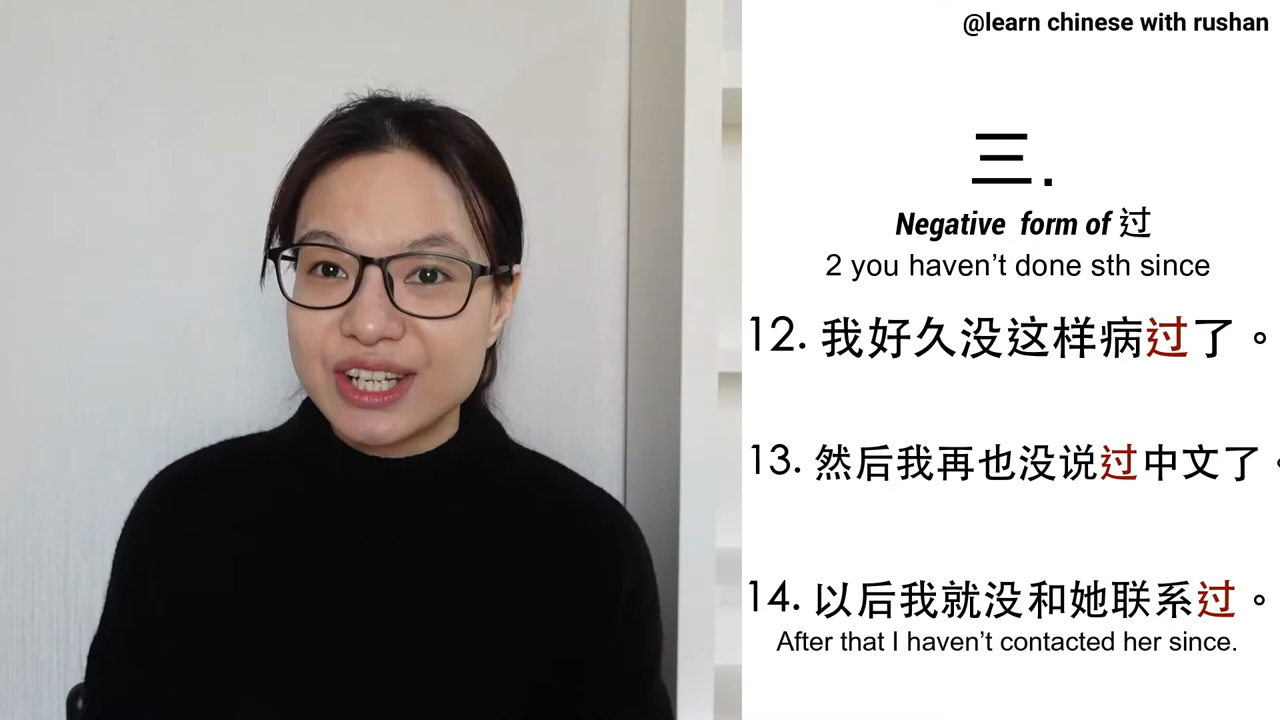 @learn chinese with rushan
三.
Negative form of 过
2 you haven't done sth since
12. 我好久没这样病过了。
13. 然后我再也没说过中文了。
14. 以后我就没和她联系过。
After that I haven't contacted her since.